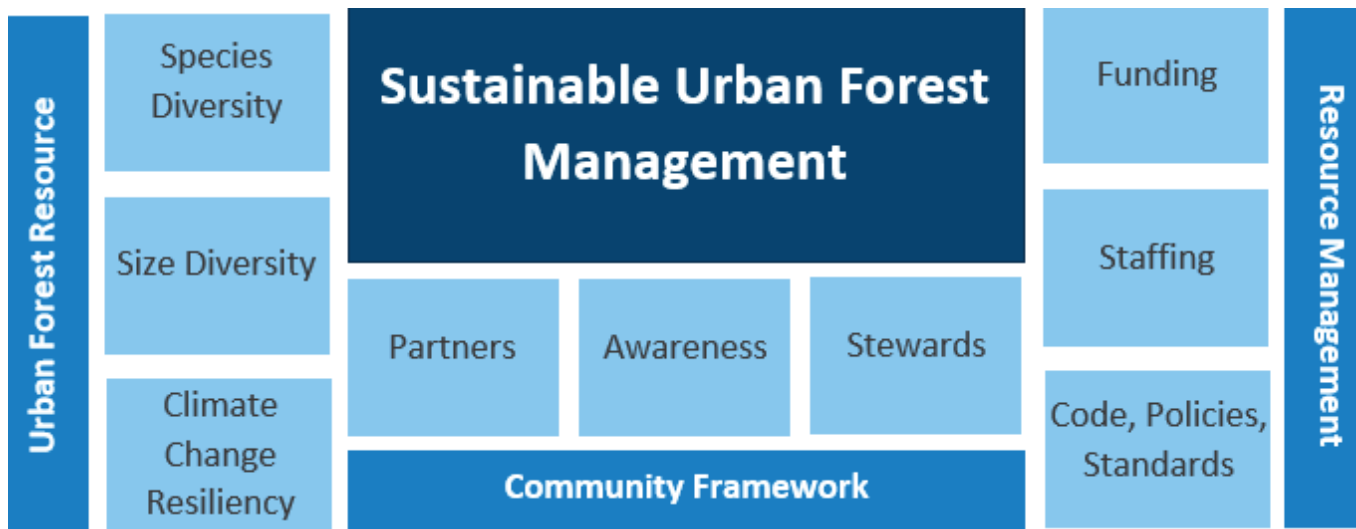 Urban Forest Resource
Species
Diversity
Size Diversity
Climate
Change
Resiliency
Sustainable Urban Forest
Management
Partners
Awareness
Stewards
Community Framework
Funding
Staffing
Code, Policies,
Standards
Resource Management